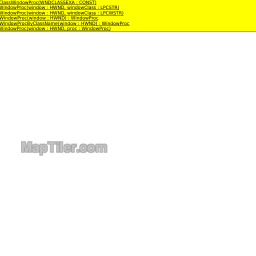 ClassWindowProc(WNDCLASSEXA : CONST)
WindowProc(window : HWND, windowClass : LPCSTR)
WindowProc(window : HWND, windowClass : LPCWSTR)
WindowProc(window : HWND) : WindowProc
WindowProcByClassName(window : HWND) : WindowProc
WindowProc(window : HWND, proc : WindowProc)
MapTiler.com